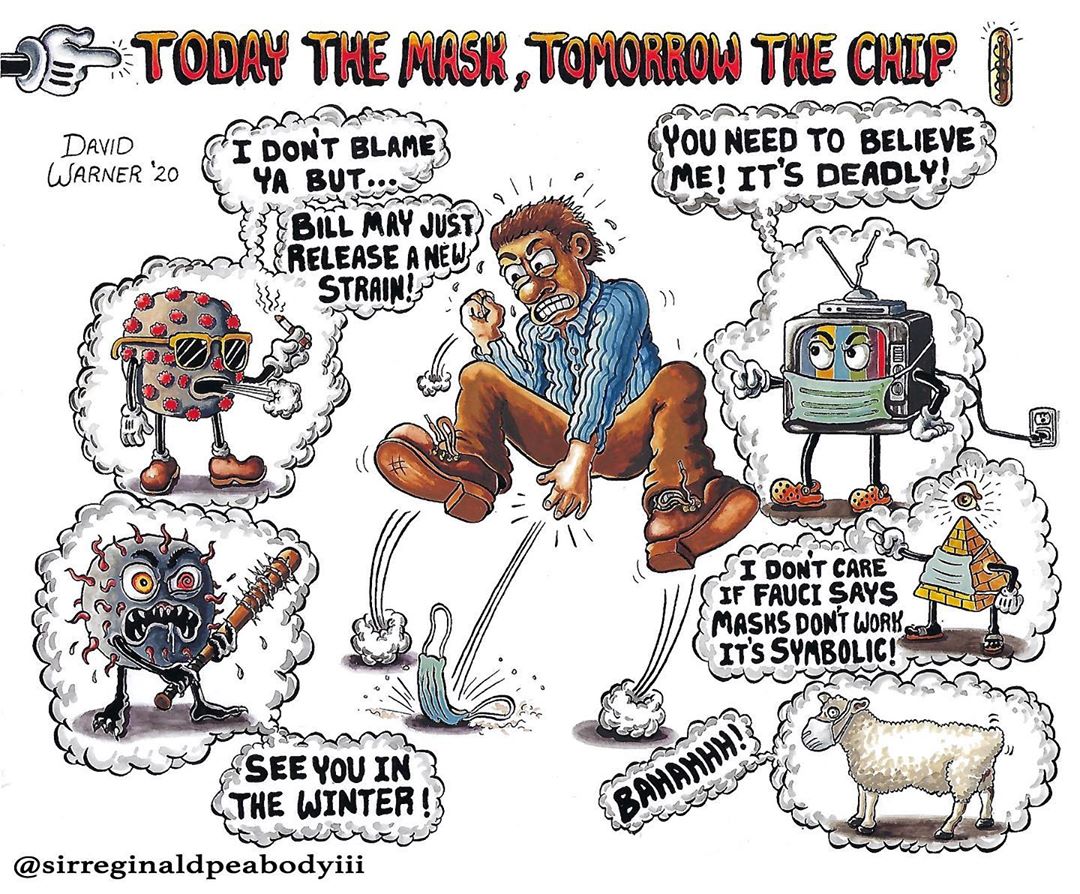 TODAY THE MASK, TOMORROW THE CHIP
DAVID
WARNER '20
I DON'T BLAME
YA BUT...
BILL MAY JUST
RELEASE A NEW
STRAIN!
YOU NEED TO BELIEVE
ME! IT'S DEADLY!
I DON'T CARE
IF FAUCI SAYS
MASKS DON'T WORK
IT'S SYMBOLIC!
SEE YOU IN
THE WINTER!
BAHAHHH!
@sirreginaldpeabodyiii